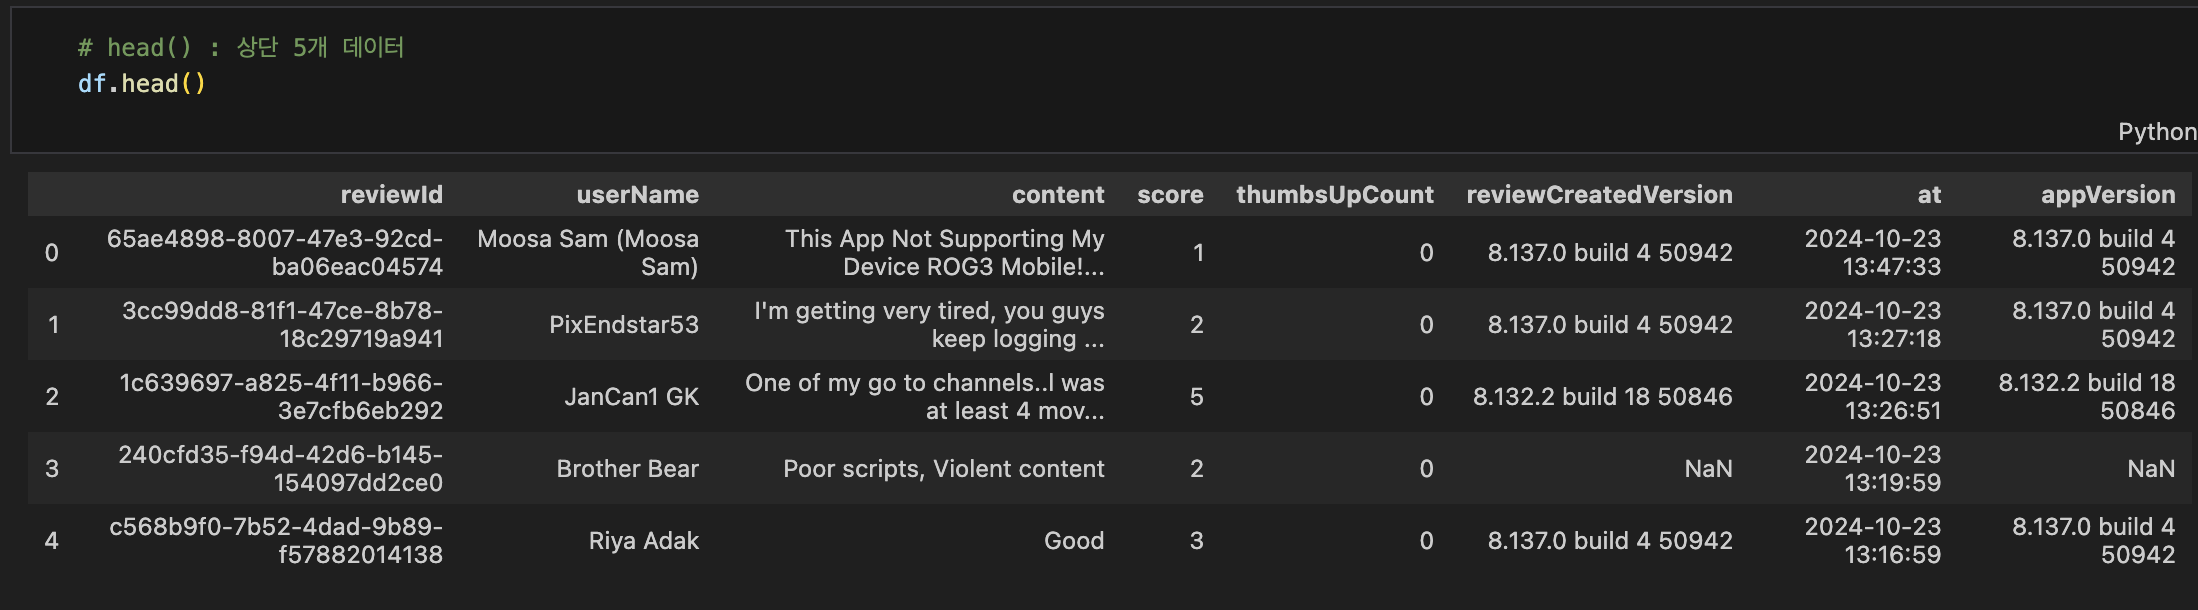 # head() : 상단 5개 데이터
df.head()
Python
reviewId userName content score thumbsUpCount reviewCreatedVersion at appVersion
0 65ae4898-8007-47e3-92cd-ba06eac04574 Moosa Sam (Moosa Sam) This App Not Supporting My Device ROG3 Mobile!... 1 0 8.137.0 build 4 50942 2024-10-23 13:47:33 8.137.0 build 4 50942
1 3cc99dd8-81f1-47ce-8b78-18c29719a941 PixEndstar53 I'm getting very tired, you guys keep logging ... 2 0 8.137.0 build 4 50942 2024-10-23 13:27:18 8.137.0 build 4 50942
2 1c639697-a825-4f11-b966-3e7cfb6eb292 JanCan1 GK One of my go to channels..I was at least 4 mov... 5 0 8.132.2 build 18 50846 2024-10-23 13:26:51 8.132.2 build 18 50846
3 240cfd35-f94d-42d6-b145-154097dd2ce0 Brother Bear Poor scripts, Violent content 2 0 NaN 2024-10-23 13:19:59 NaN
4 c568b9f0-7b52-4dad-9b89-f57882014138 Riya Adak Good 3 0 8.137.0 build 4 50942 2024-10-23 13:16:59 8.137.0 build 4 50942